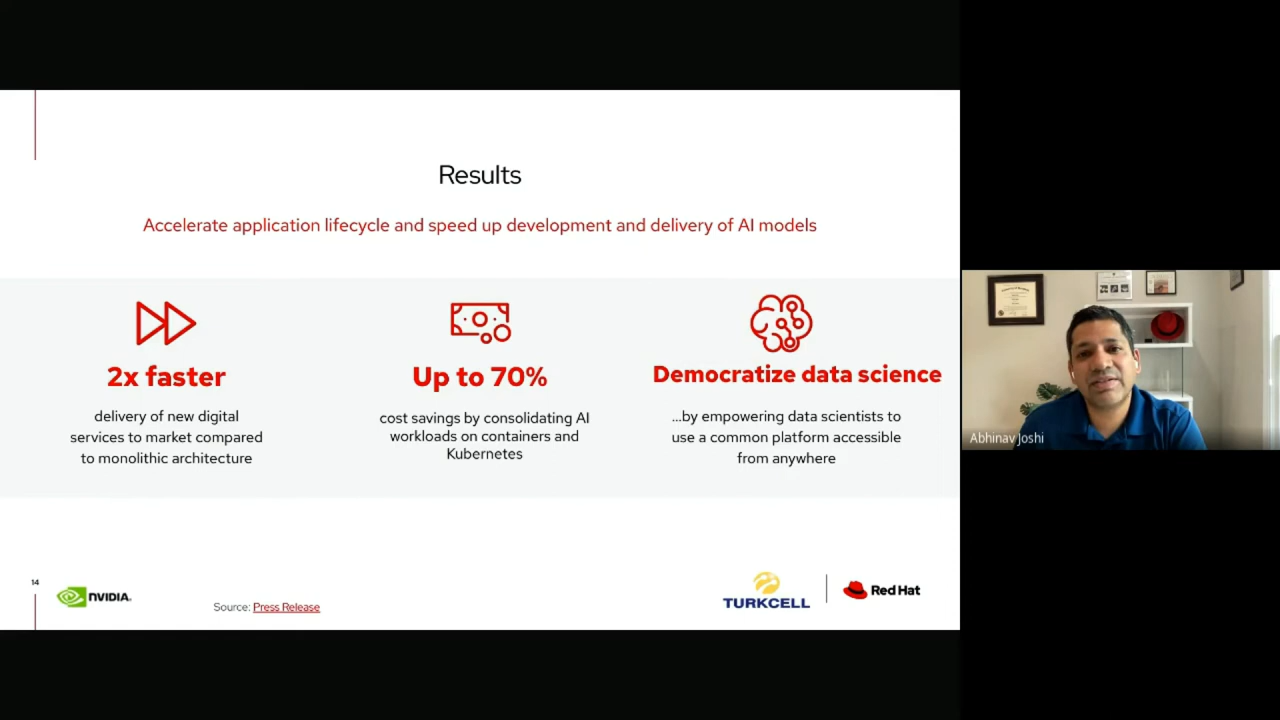 Results
Accelerate application lifecycle and speed up development and delivery of AI models
2x faster
delivery of new digital
services to market compared
to monolithic architecture
Up to 70%
cost savings by consolidating AI
workloads on containers and
Kubernetes
Democratize data science
...by empowering data scientists to
use a common platform accessible
from anywhere
Abhinav Joshi
14
NVIDIA.
Source: Press Release
TURKCELL
Red Hat